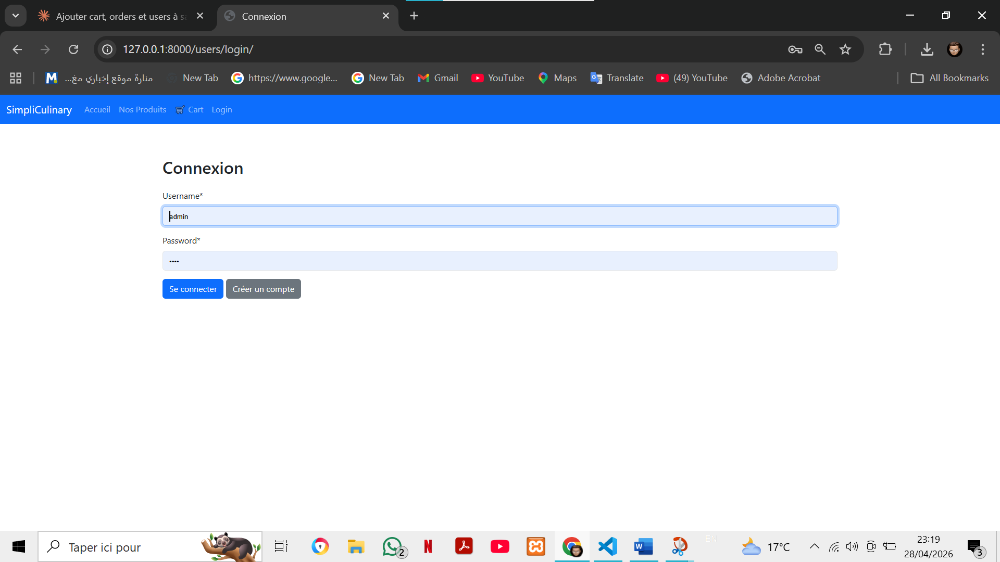 Ajouter cart, orders et users à sa
Connexion
127.0.0.1:8000/users/login/
منارة موقع إخباري مغ...
New Tab
https://www.google...
New Tab
Gmail
YouTube
Maps
Translate
(49) YouTube
Adobe Acrobat
All Bookmarks
SimpliCulinary
Accueil
Nos Produits
Cart
Login
Connexion
Username*
admin
Password*
••••
Se connecter
Créer un compte
Taper ici pour
2
EN
17°C
23:19
28/04/2026
3